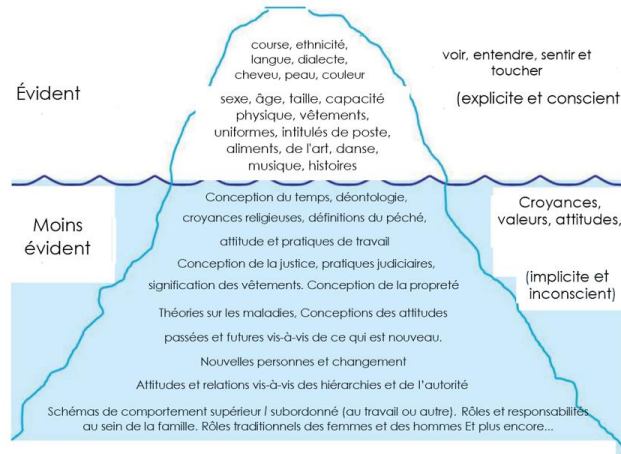 course, ethnicité,
langue, dialecte,
cheveu, peau, couleur
voir, entendre, sentir et
toucher
Évident
(explicite et conscient
sexe, âge, taille, capacité
physique, vêtements,
uniformes, intitulés de poste,
aliments, de l'art, danse,
musique, histoires
Moins
évident
Conception du temps, déontologie,
croyances religieuses, définitions du péché,
attitude et pratiques de travail
Conception de la justice, pratiques judiciaires,
signification des vêtements. Conception de la propreté
Théories sur les maladies, Conceptions des attitudes
passées et futures vis-à-vis de ce qui est nouveau.
Nouvelles personnes et changement
Attitudes et relations vis-à-vis des hiérarchies et de l'autorité
Schémas de comportement supérieur / subordonné (au travail ou autre). Rôles et responsabilités
au sein de la famille. Rôles traditionnels des femmes et des hommes Et plus encore...
Croyances,
valeurs, attitudes,
(implicite et
inconscient)